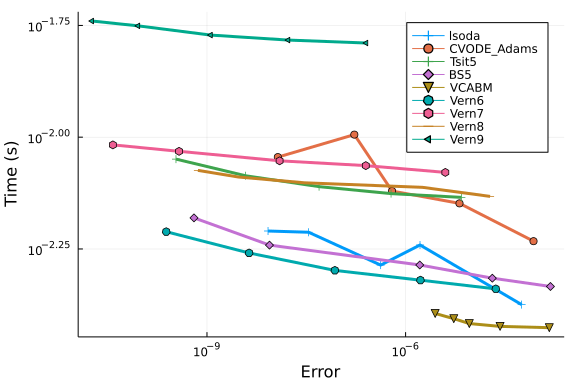 10^-1.75
10^-2.00
10^-2.25
Time (s)
lsoda
CVODE_Adams
Tsit5
BS5
VCABM
Vern6
Vern7
Vern8
Vern9
10^-9
10^-6
Error